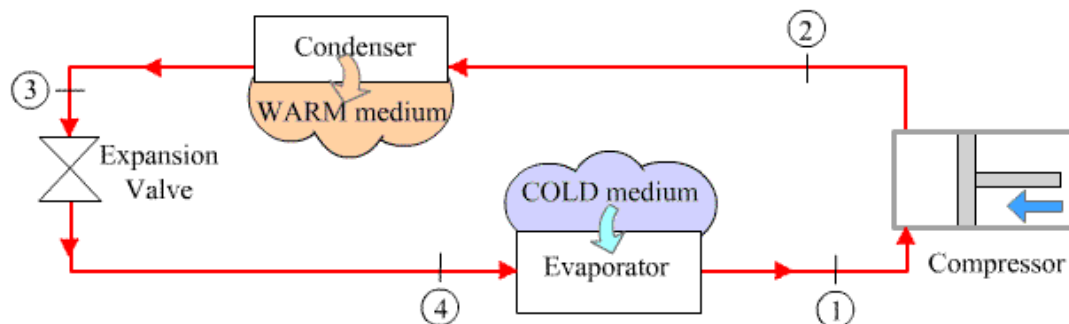 2
Condenser
3
WARM medium
Expansion
Valve
COLD medium
Evaporator
Compressor
4
1